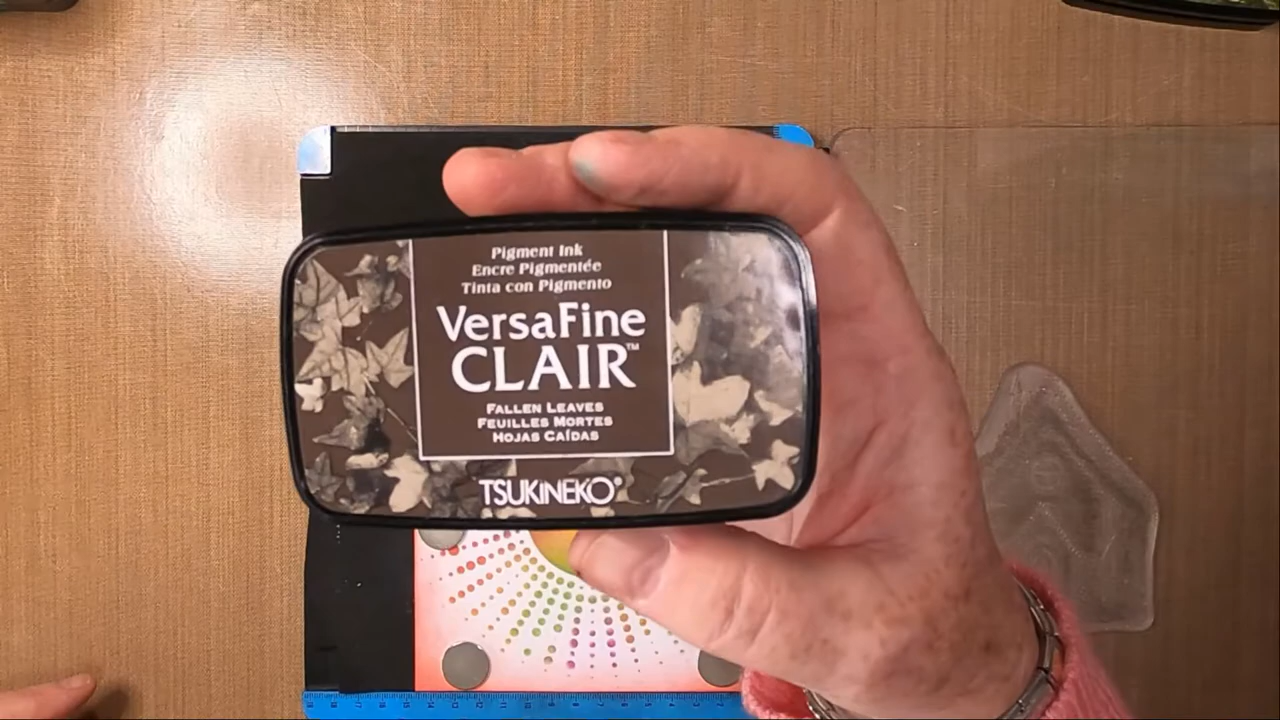 Pigment Ink
Encre Pigmentée
Tinta con Pigmento
VersaFine
CLAIR™
FALLEN LEAVES
FEUILLES MORTES
HOJAS CAÍDAS
TSUKINEKO®